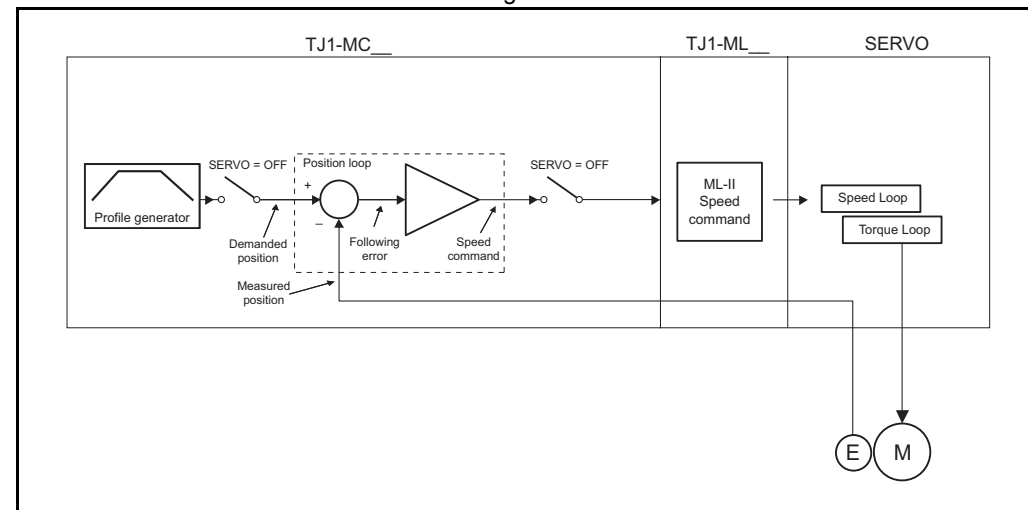 TJ1-MC__
TJ1-ML__
SERVO
SERVO = OFF
Position loop
SERVO = OFF
+
Profile generator
–
Demanded
position
Following
error
Speed
command
Measured
position
ML-II
Speed
command
Speed Loop
Torque Loop
E
M